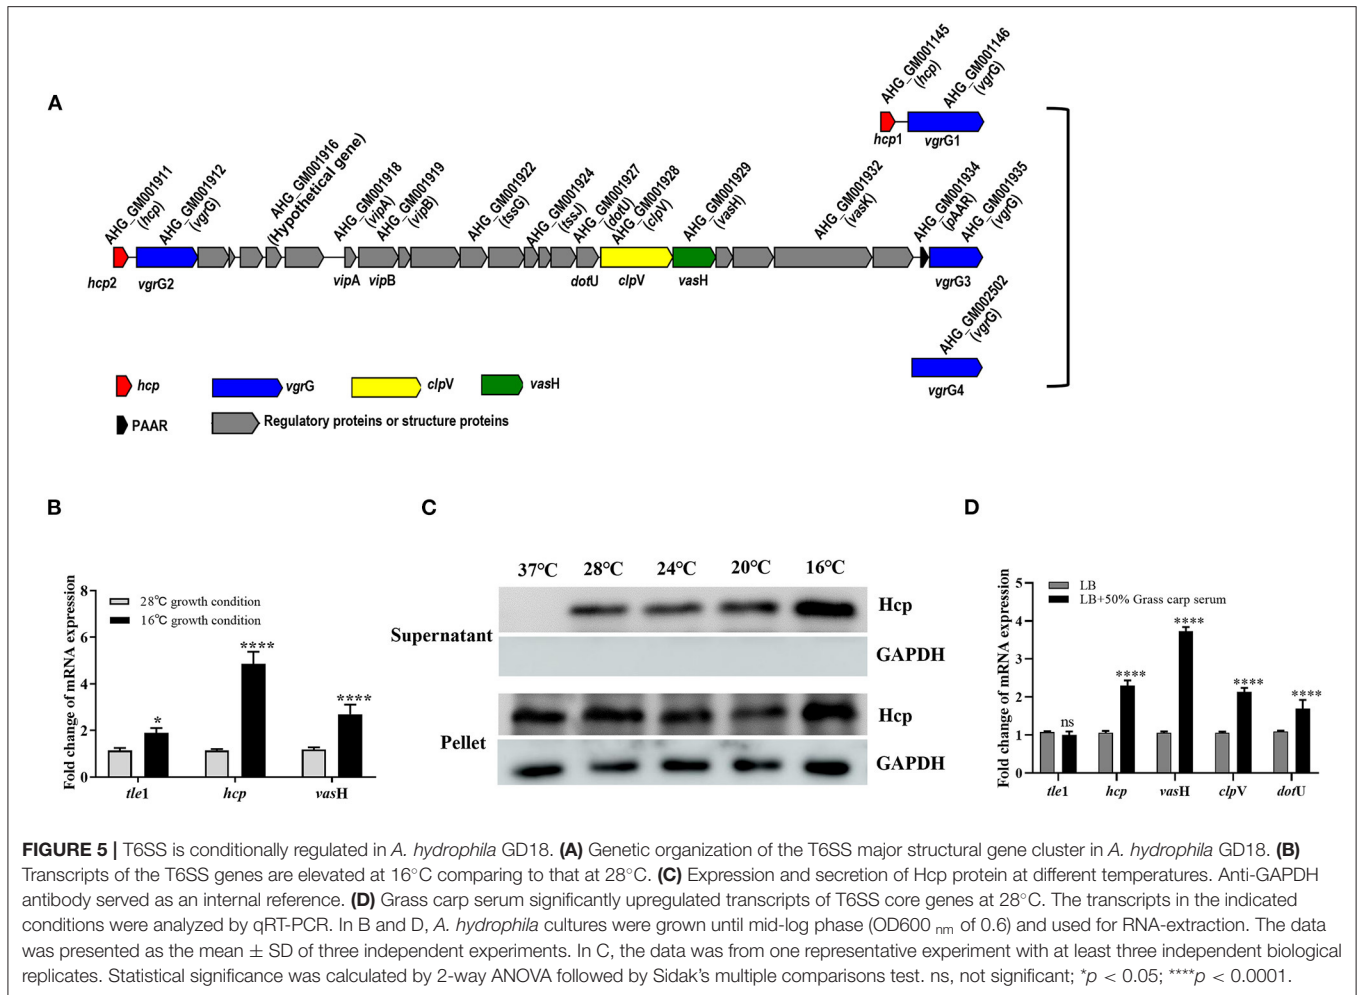 A
AHG_GM001145
(hcp)
AHG_GM001146
(vgrG)
hcp1
vgrG1
AHG_GM001911
(hcp)
AHG_GM001912
(vgrG)
AHG_GM001916
(Hypothetical gene)
AHG_GM001918
(vipA)
AHG_GM001919
(vipB)
AHG_GM001922
(tssG)
AHG_GM001924
(tssJ)
AHG_GM001927
(dotU)
AHG_GM001928
(clpV)
AHG_GM001929
(vasH)
AHG_GM001932
(vasK)
AHG_GM001934
(pAAR)
AHG_GM001935
(vgrG)
hcp2
vgrG2
vipA
vipB
dotU
clpV
vasH
vgrG3
AHG_GM002502
(vgrG)
vgrG4
hcp
vgrG
clpV
vasH
PAAR
Regulatory proteins or structure proteins
B
Fold change of mRNA expression
8
6
4
2
0
28℃ growth condition
16℃ growth condition
*
****
****
tle1
hcp
vasH
C
37℃ 28℃ 24℃ 20℃ 16℃
Supernatant
Hcp
GAPDH
Pellet
Hcp
GAPDH
D
Fold change of mRNA expression
5
4
3
2
1
0
LB
LB+50% Grass carp serum
ns
****
****
****
****
tle1
hcp
vasH
clpV
dotU
FIGURE 5 | T6SS is conditionally regulated in A. hydrophila GD18. (A) Genetic organization of the T6SS major structural gene cluster in A. hydrophila GD18. (B)
Transcripts of the T6SS genes are elevated at 16°C comparing to that at 28°C. (C) Expression and secretion of Hcp protein at different temperatures. Anti-GAPDH
antibody served as an internal reference. (D) Grass carp serum significantly upregulated transcripts of T6SS core genes at 28°C. The transcripts in the indicated
conditions were analyzed by qRT-PCR. In B and D, A. hydrophila cultures were grown until mid-log phase (OD600 nm of 0.6) and used for RNA-extraction. The data
was presented as the mean ± SD of three independent experiments. In C, the data was from one representative experiment with at least three independent biological
replicates. Statistical significance was calculated by 2-way ANOVA followed by Sidak's multiple comparisons test. ns, not significant; *p < 0.05; ****p < 0.0001.